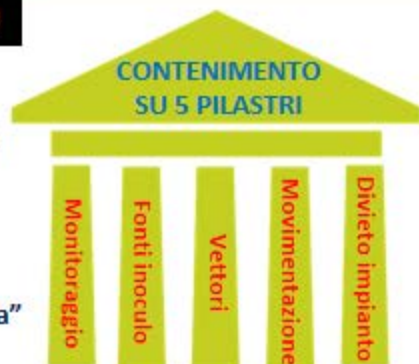 CONTENIMENTO
SU 5 PILASTRI
Monitoraggio
Fonti inoculo
Vettori
Movimentazione
Divieto impianto
a”